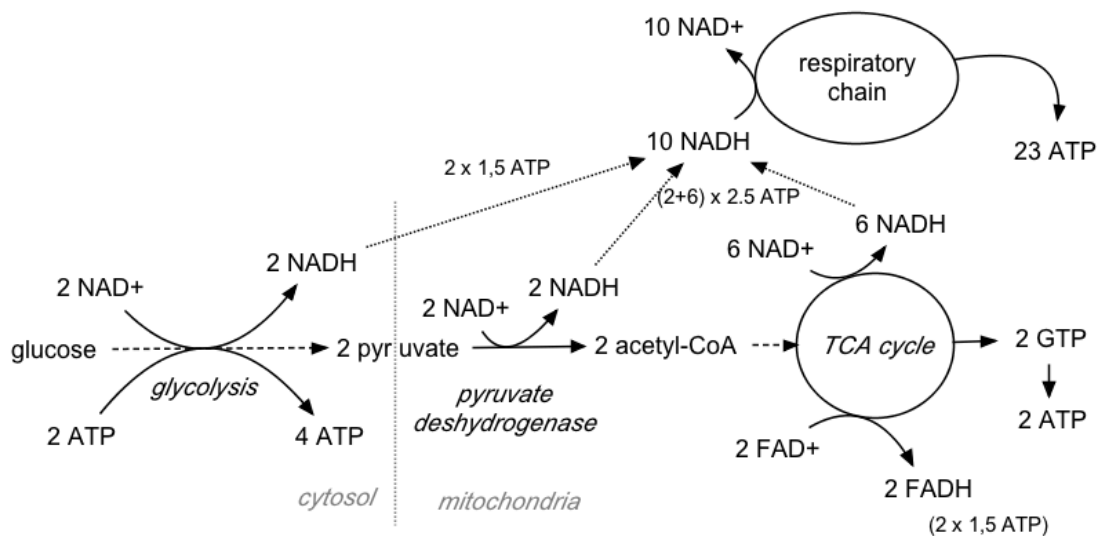 10 NAD+
respiratory
chain
10 NADH
23 ATP
2 x 1,5 ATP
(2+6) x 2.5 ATP
6 NADH
6 NAD+
2 NADH
2 NAD+
2 NADH
2 NAD+
glucose
2 pyruvate
2 acetyl-CoA
TCA cycle
2 GTP
glycolysis
pyruvate
deshydrogenase
2 ATP
4 ATP
2 FAD+
2 ATP
2 FADH
(2 x 1,5 ATP)
cytosol
mitochondria